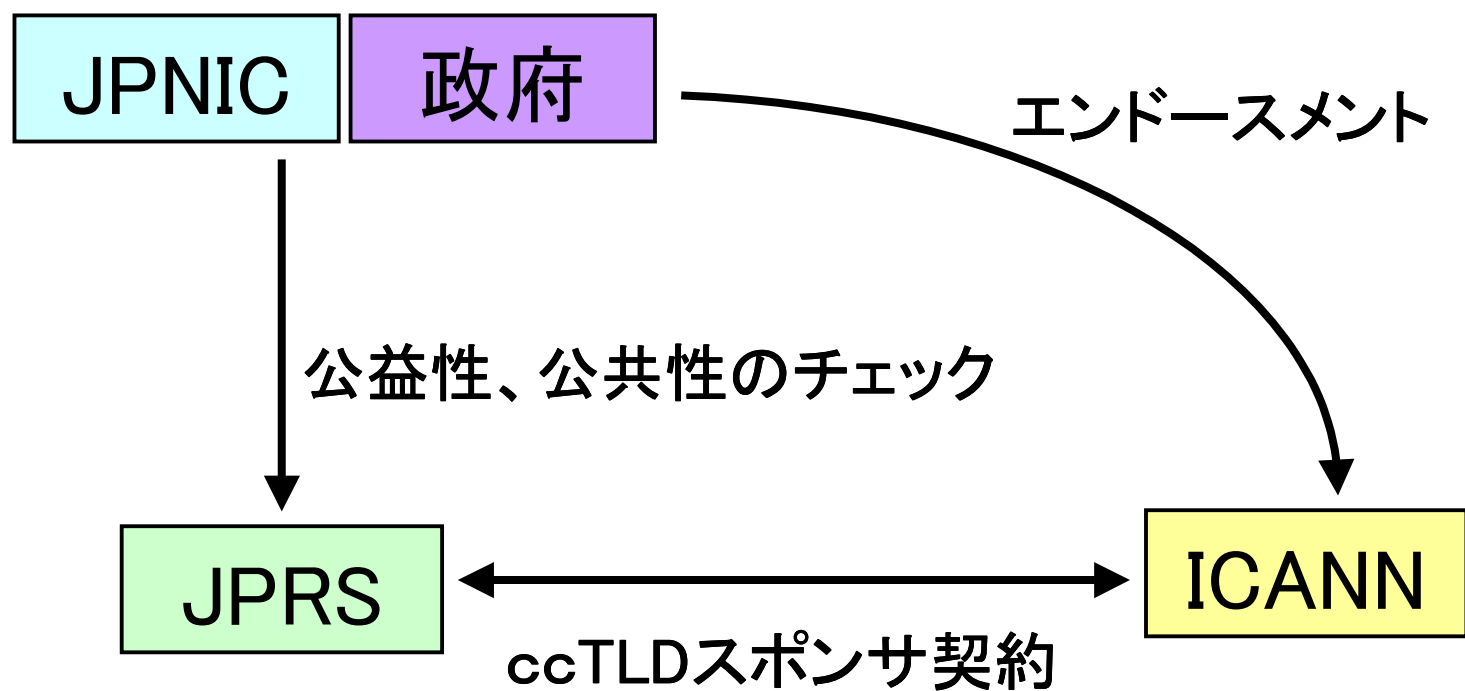 JPNIC
政府
エンドースメント
公益性、公共性のチェック
JPRS
ICANN
ccTLDスポンサ契約